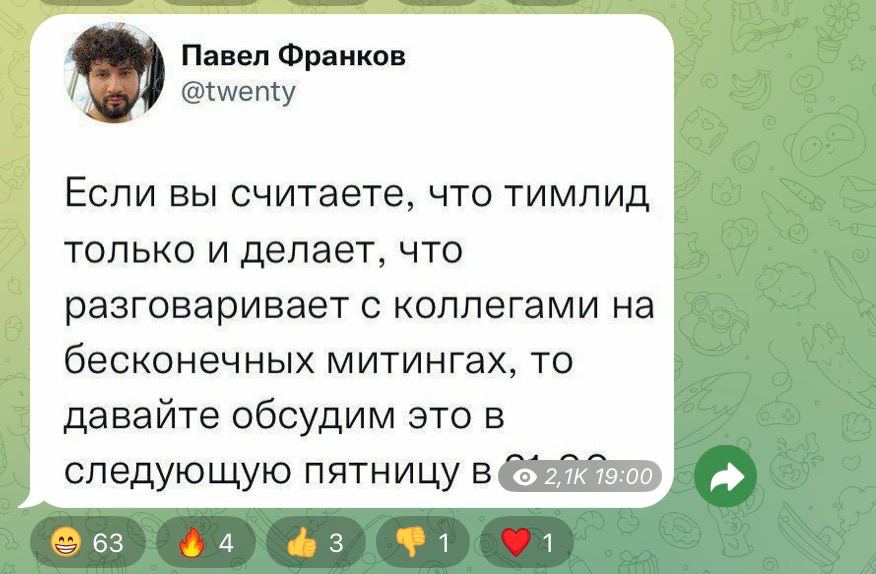 Павел Франков
@twenty
Если вы считаете, что тимлид
только и делает, что
разговаривает с коллегами на
бесконечных митингах, то
давайте обсудим это в
следующую пятницу в
2,1K 19:00
63 4 3 1 1